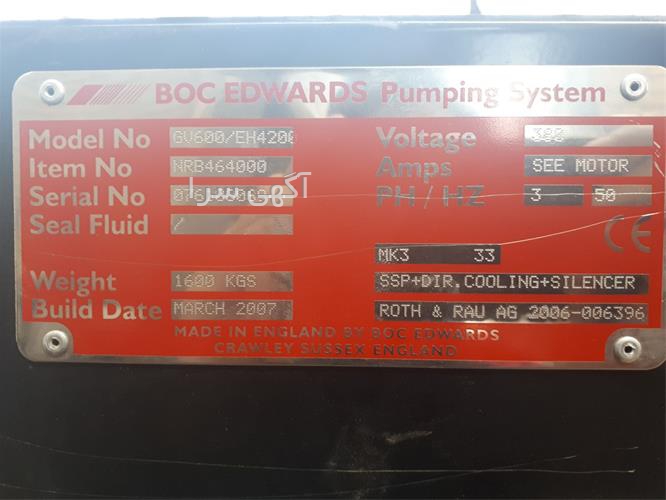 BOC EDWARDS Pumping System
Model No GV600/EH4200
Item No NRB464000
Serial No
Seal Fluid /
Weight 1600 KGS
Build Date MARCH 2007
Voltage 380
Amps SEE MOTOR
PH / HZ 3 50
CE
MK3 33
SSP+DIR.COOLING+SILENCER
ROTH & RAU AG 2006-006396
MADE IN ENGLAND BY BOC EDWARDS
CRAWLEY SUSSEX ENGLAND
آگهی سرا